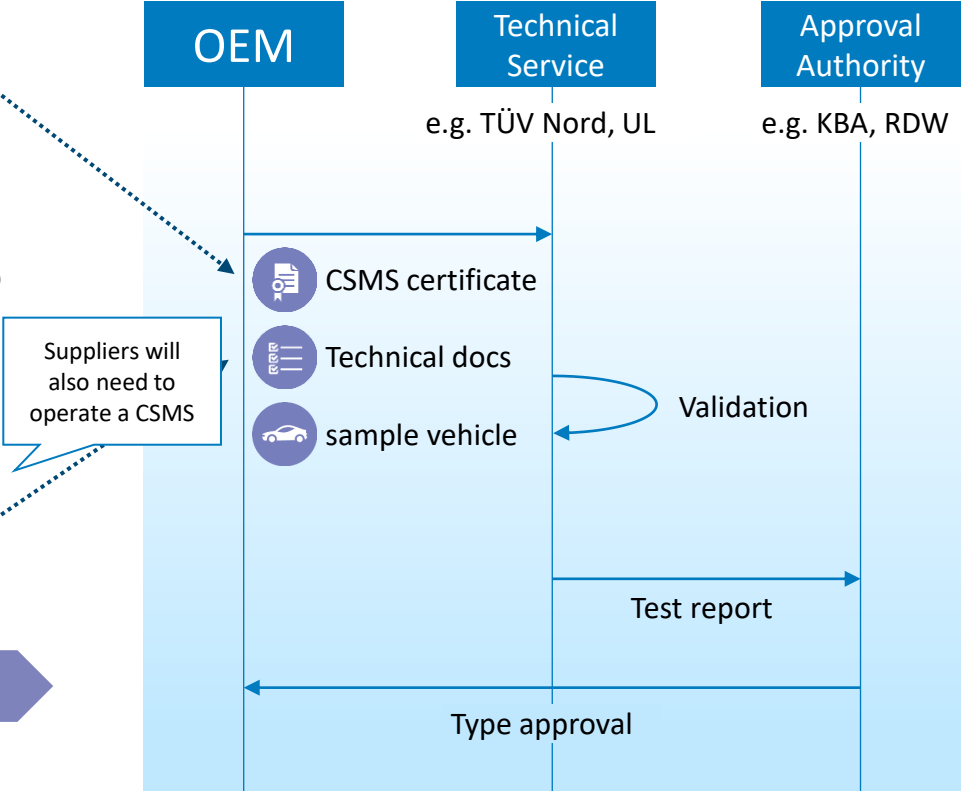 OEM
Technical
Service
Approval
Authority
e.g. TÜV Nord, UL
e.g. KBA, RDW
CSMS certificate
Suppliers will
also need to
operate a CSMS
Technical docs
sample vehicle
Validation
Test report
Type approval